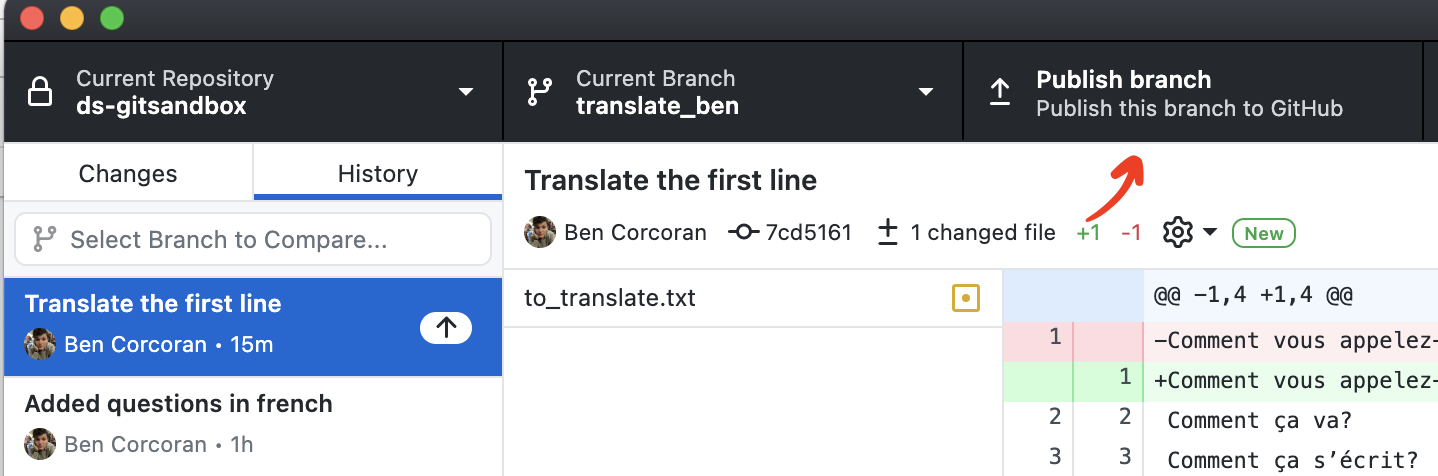 Current Repository
ds-gitsandbox
Current Branch
translate_ben
Publish branch
Publish this branch to GitHub
Changes
History
Select Branch to Compare...
Translate the first line
Ben Corcoran • 15m
Added questions in french
Ben Corcoran • 1h
Translate the first line
Ben Corcoran 7cd5161 1 changed file +1 -1 New
to_translate.txt
@@ -1,4 +1,4 @@
1 -Comment vous appelez-
1 +Comment vous appelez-
2 2 Comment ça va?
3 3 Comment ça s’écrit?